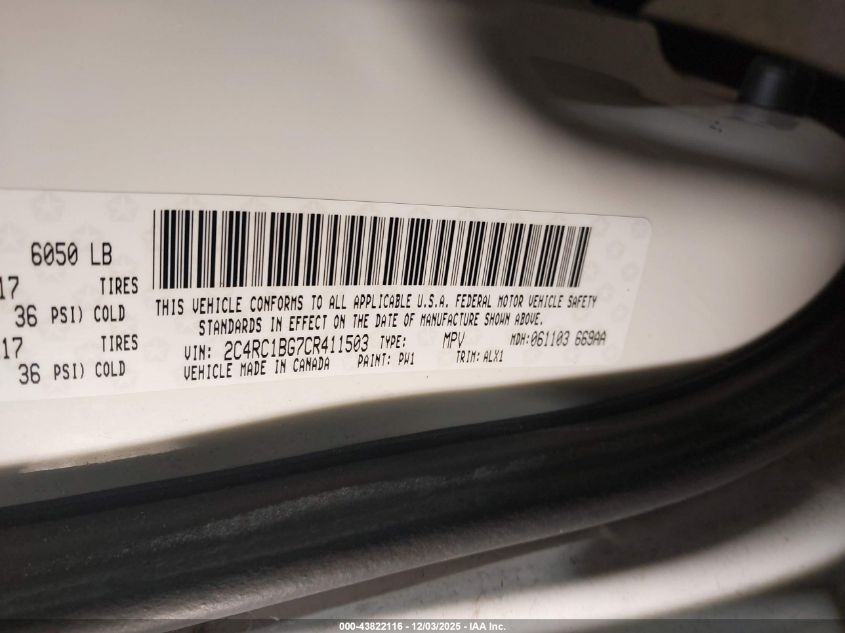 6050 LB
17 TIRES
36 PSI) COLD
17 TIRES
36 PSI) COLD
THIS VEHICLE CONFORMS TO ALL APPLICABLE U.S.A. FEDERAL MOTOR VEHICLE SAFETY
STANDARDS IN EFFECT ON THE DATE OF MANUFACTURE SHOWN ABOVE.
VIN: 2C4RC1BG7CR411503 TYPE: MPV MDH:061103 669AA
VEHICLE MADE IN CANADA PAINT: PW1 TRIM: ALX1
000-43822116 - 12/03/2025 - IAA Inc.